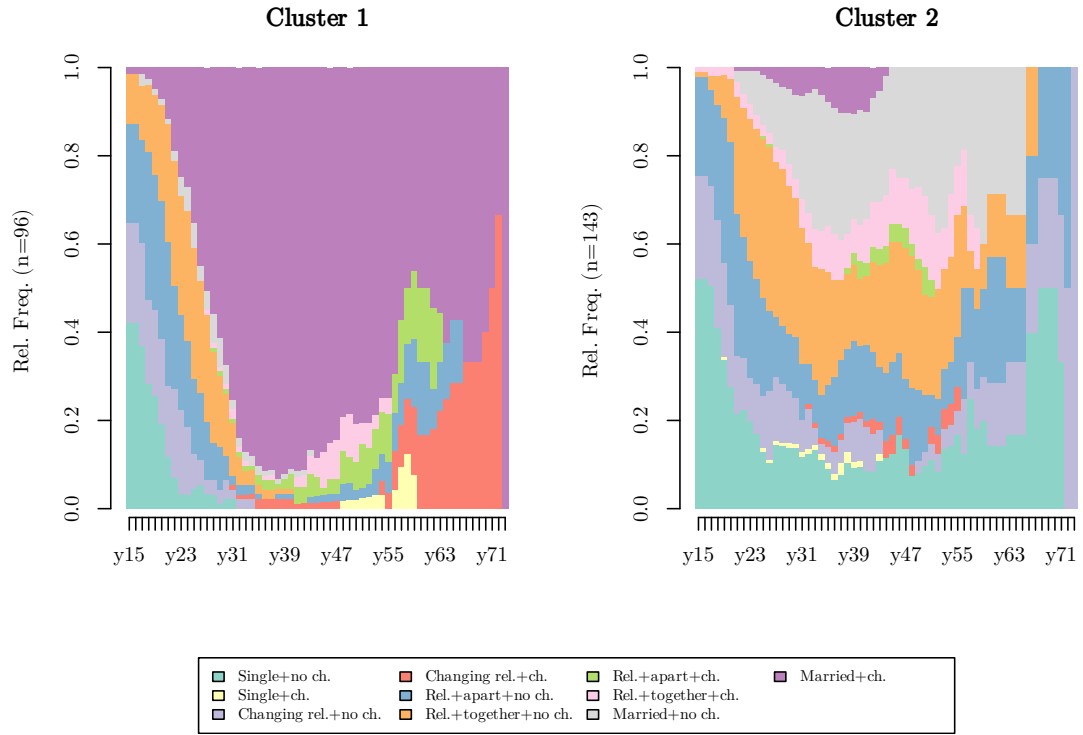 Cluster 1
Cluster 2
Rel. Freq. (n=96)
0.0 0.2 0.4 0.6 0.8 1.0
y15 y23 y31 y39 y47 y55 y63 y71
Rel. Freq. (n=143)
0.0 0.2 0.4 0.6 0.8 1.0
y15 y23 y31 y39 y47 y55 y63 y71
Single+no ch.
Single+ch.
Changing rel.+no ch.
Changing rel.+ch.
Rel.+apart+no ch.
Rel.+together+no ch.
Rel.+apart+ch.
Rel.+together+ch.
Married+no ch.
Married+ch.